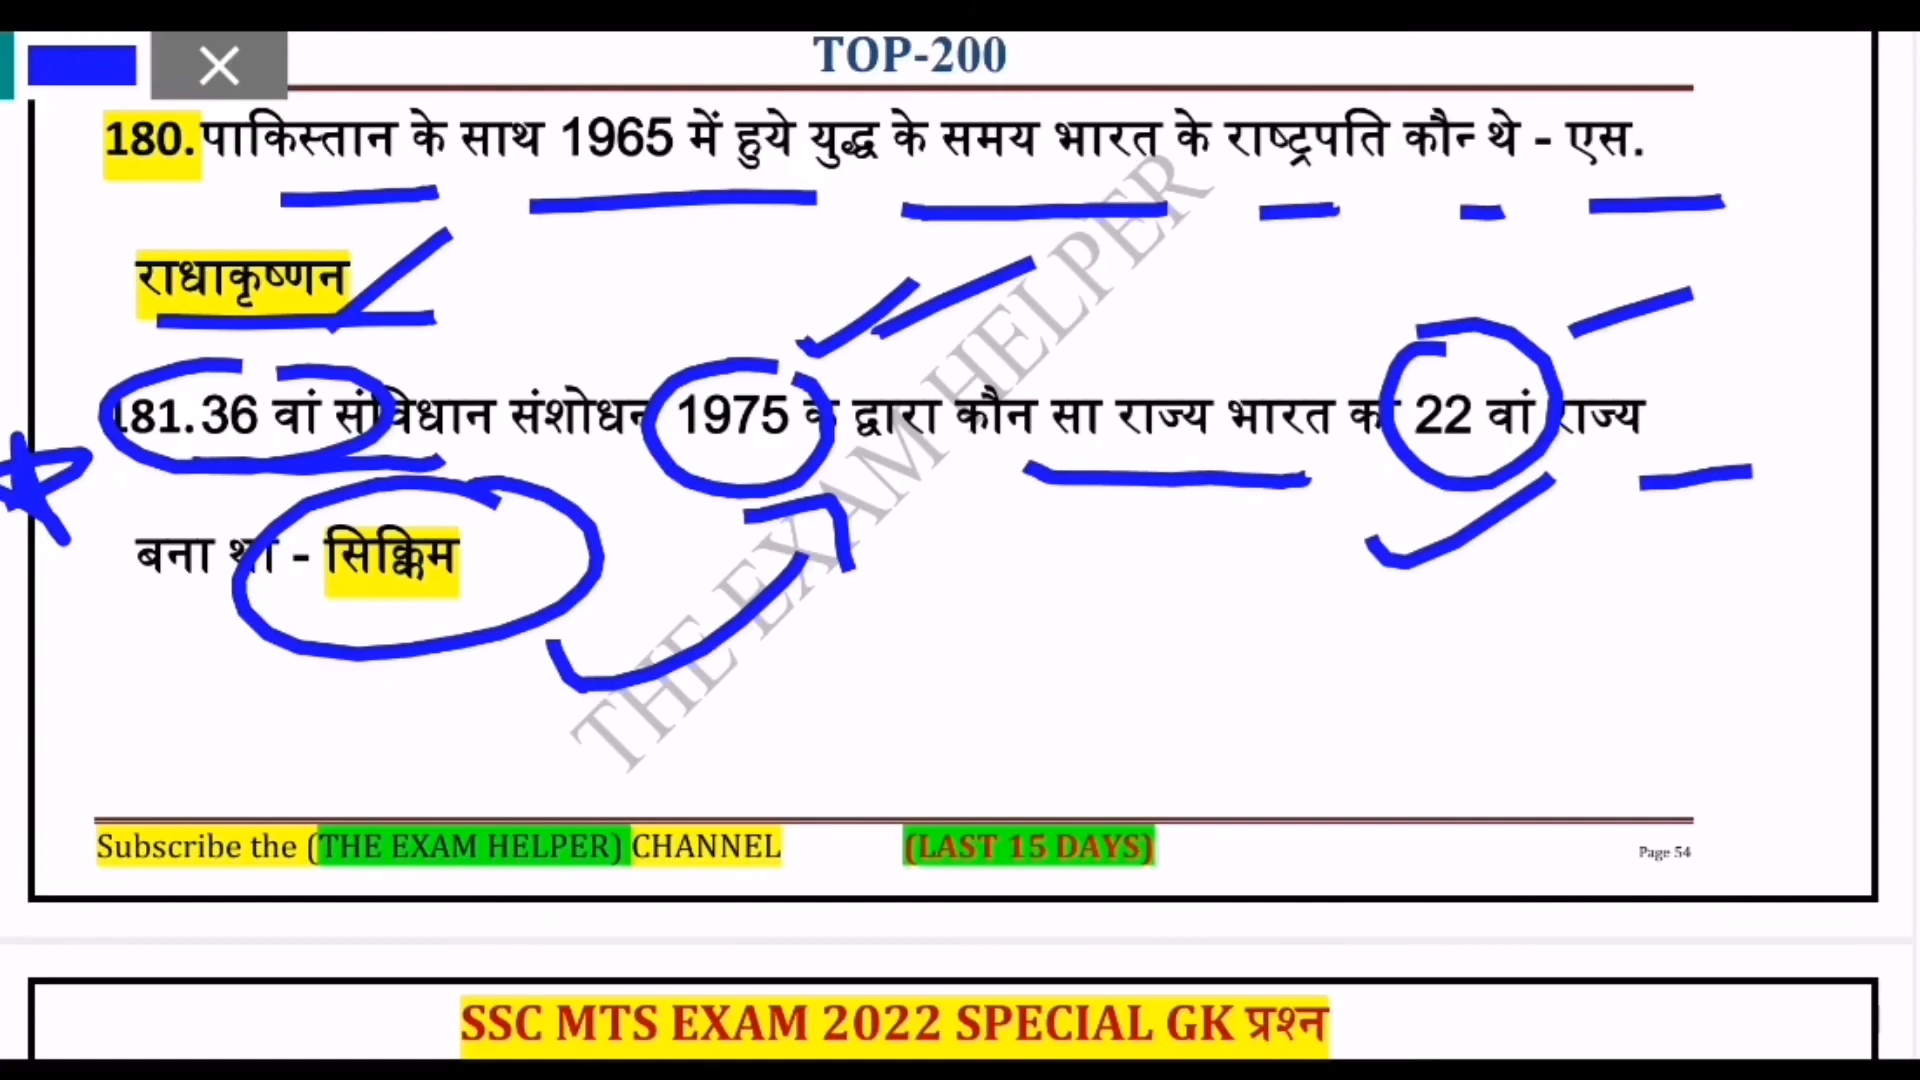 TOP-200
180.पाकिस्तान के साथ 1965 में हुये युद्ध के समय भारत के राष्ट्रपति कौन थे - एस.
राधाकृष्णन
181.36 वां संविधान संशोधन 1975 के द्वारा कौन सा राज्य भारत का 22 वां राज्य
बना था - सिक्किम
THE EXAM HELPER
Subscribe the (THE EXAM HELPER) CHANNEL (LAST 15 DAYS) Page 54
SSC MTS EXAM 2022 SPECIAL GK प्रश्न